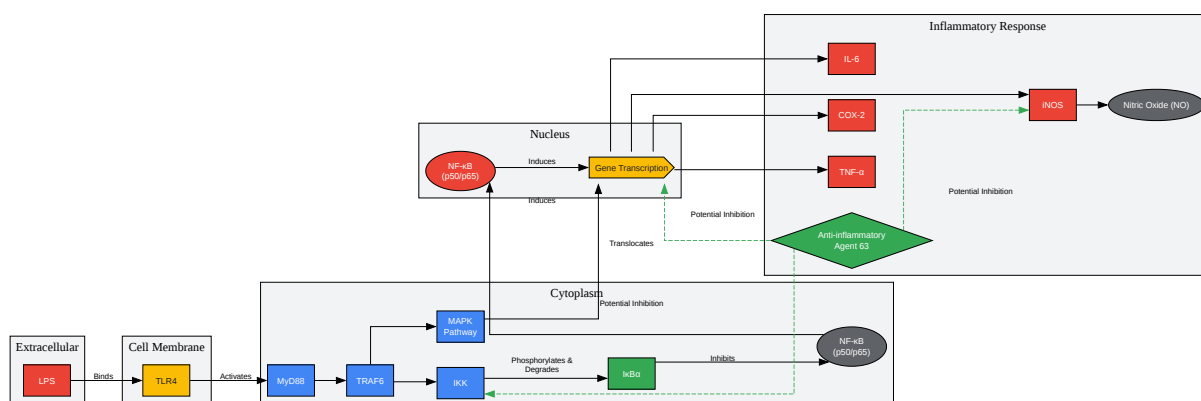 Inflammatory Response
IL-6
iNOS
Nitric Oxide (NO)
COX-2
Nucleus
NF-κB
(p50/p65)
Induces
Gene Transcription
TNF-α
Potential Inhibition
Induces
Potential Inhibition
Anti-inflammatory
Agent 63
Translocates
Cytoplasm
Potential Inhibition
MAPK
Pathway
NF-κB
(p50/p65)
Extracellular
Cell Membrane
Phosphorylates &
Degrades
Inhibits
LPS
Binds
TLR4
Activates
MyD88
TRAF6
IKK
IκBα